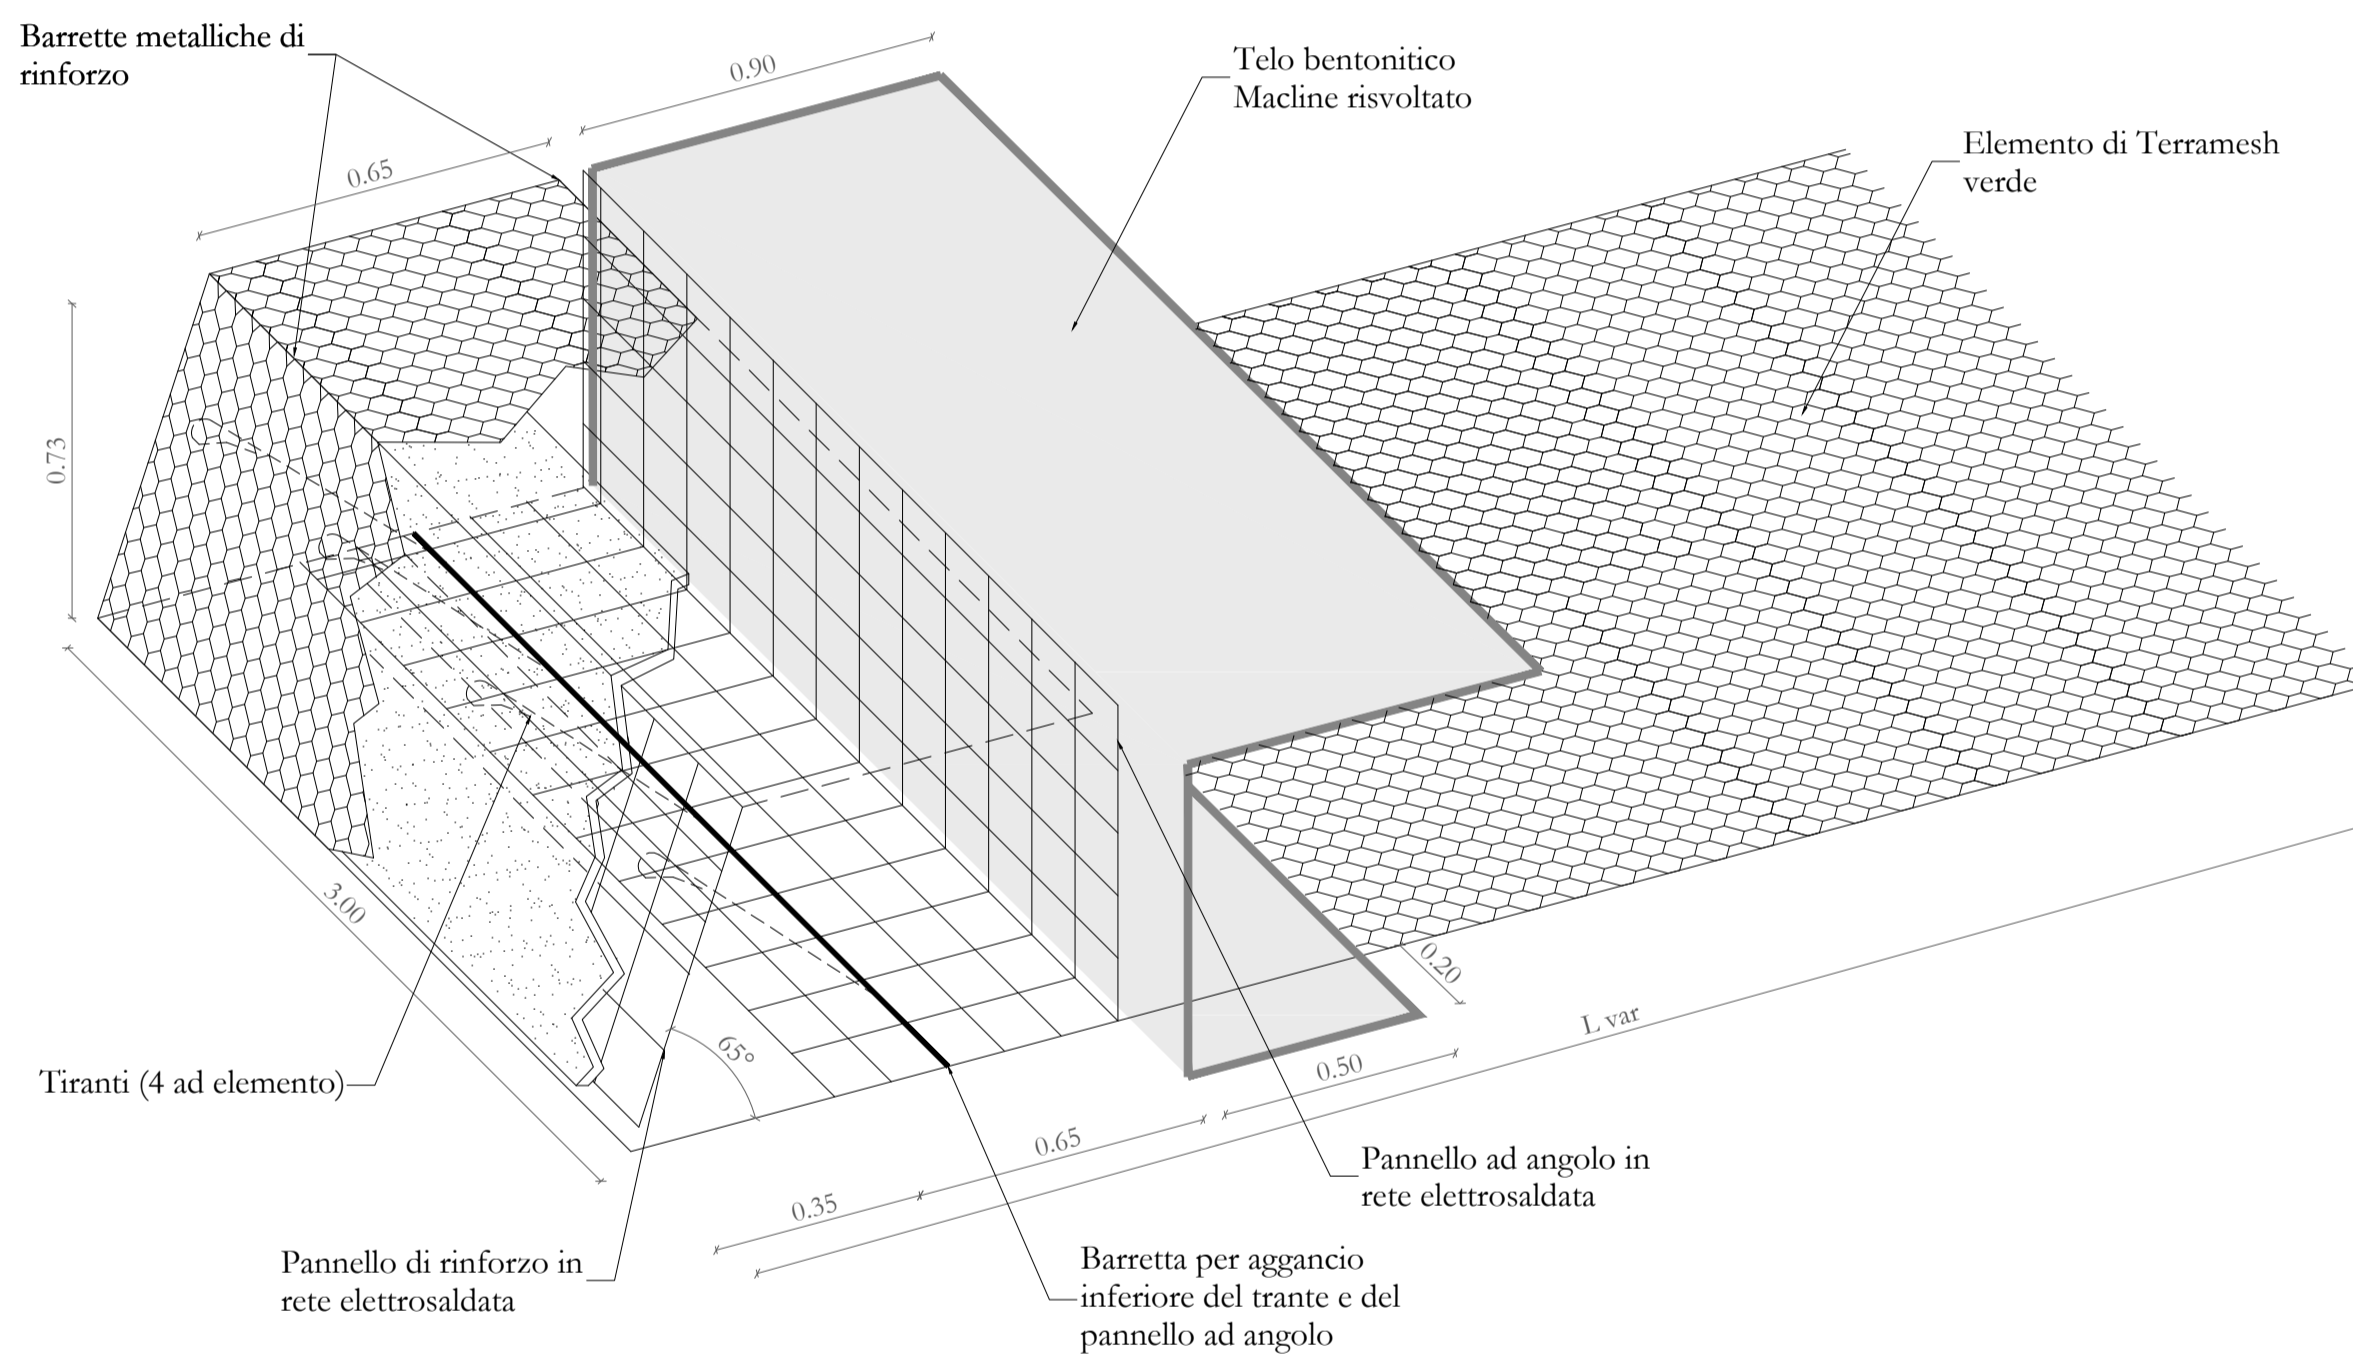 Barrette metalliche di
rinforzo
0.90
Telo bentonitico
Macline risvoltato
Elemento di Terramesh
verde
0.65
0.73
3.00
65°
0.20
L var
0.50
0.65
0.35
Tiranti (4 ad elemento)
Pannello ad angolo in
rete elettrosaldata
Pannello di rinforzo in
rete elettrosaldata
Barretta per aggancio
inferiore del trante e del
pannello ad angolo